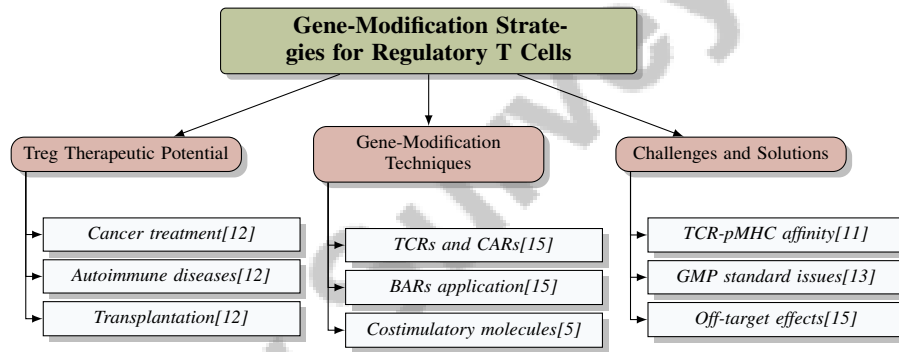 Gene-Modification Strate-
gies for Regulatory T Cells
Treg Therapeutic Potential
Cancer treatment[12]
Autoimmune diseases[12]
Transplantation[12]
Gene-Modification
Techniques
TCRs and CARs[15]
BARs application[15]
Costimulatory molecules[5]
Challenges and Solutions
TCR-pMHC affinity[11]
GMP standard issues[13]
Off-target effects[15]
Survey